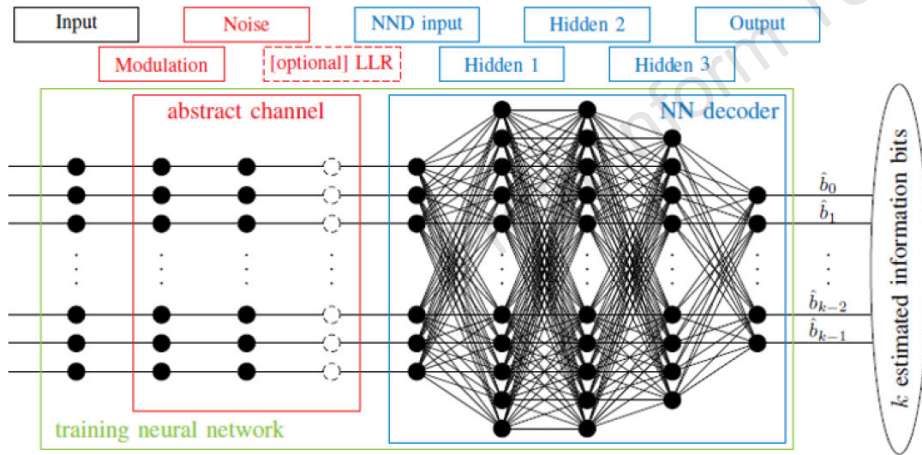 Input
Noise
NND input
Hidden 2
Output
Modulation
[optional] LLR
Hidden 1
Hidden 3
abstract channel
NN decoder
b̂₀
b̂₁
b̂ₖ₋₂
b̂ₖ₋₁
k estimated information bits
training neural network